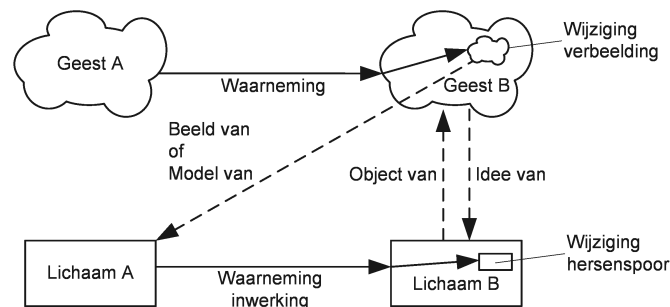 Wijziging
verbeelding
Geest A
Geest B
Waarneming
Beeld van
of
Model van
Object van
Idee van
Lichaam A
Waarneming
inwerking
Lichaam B
Wijziging
hersenspoor